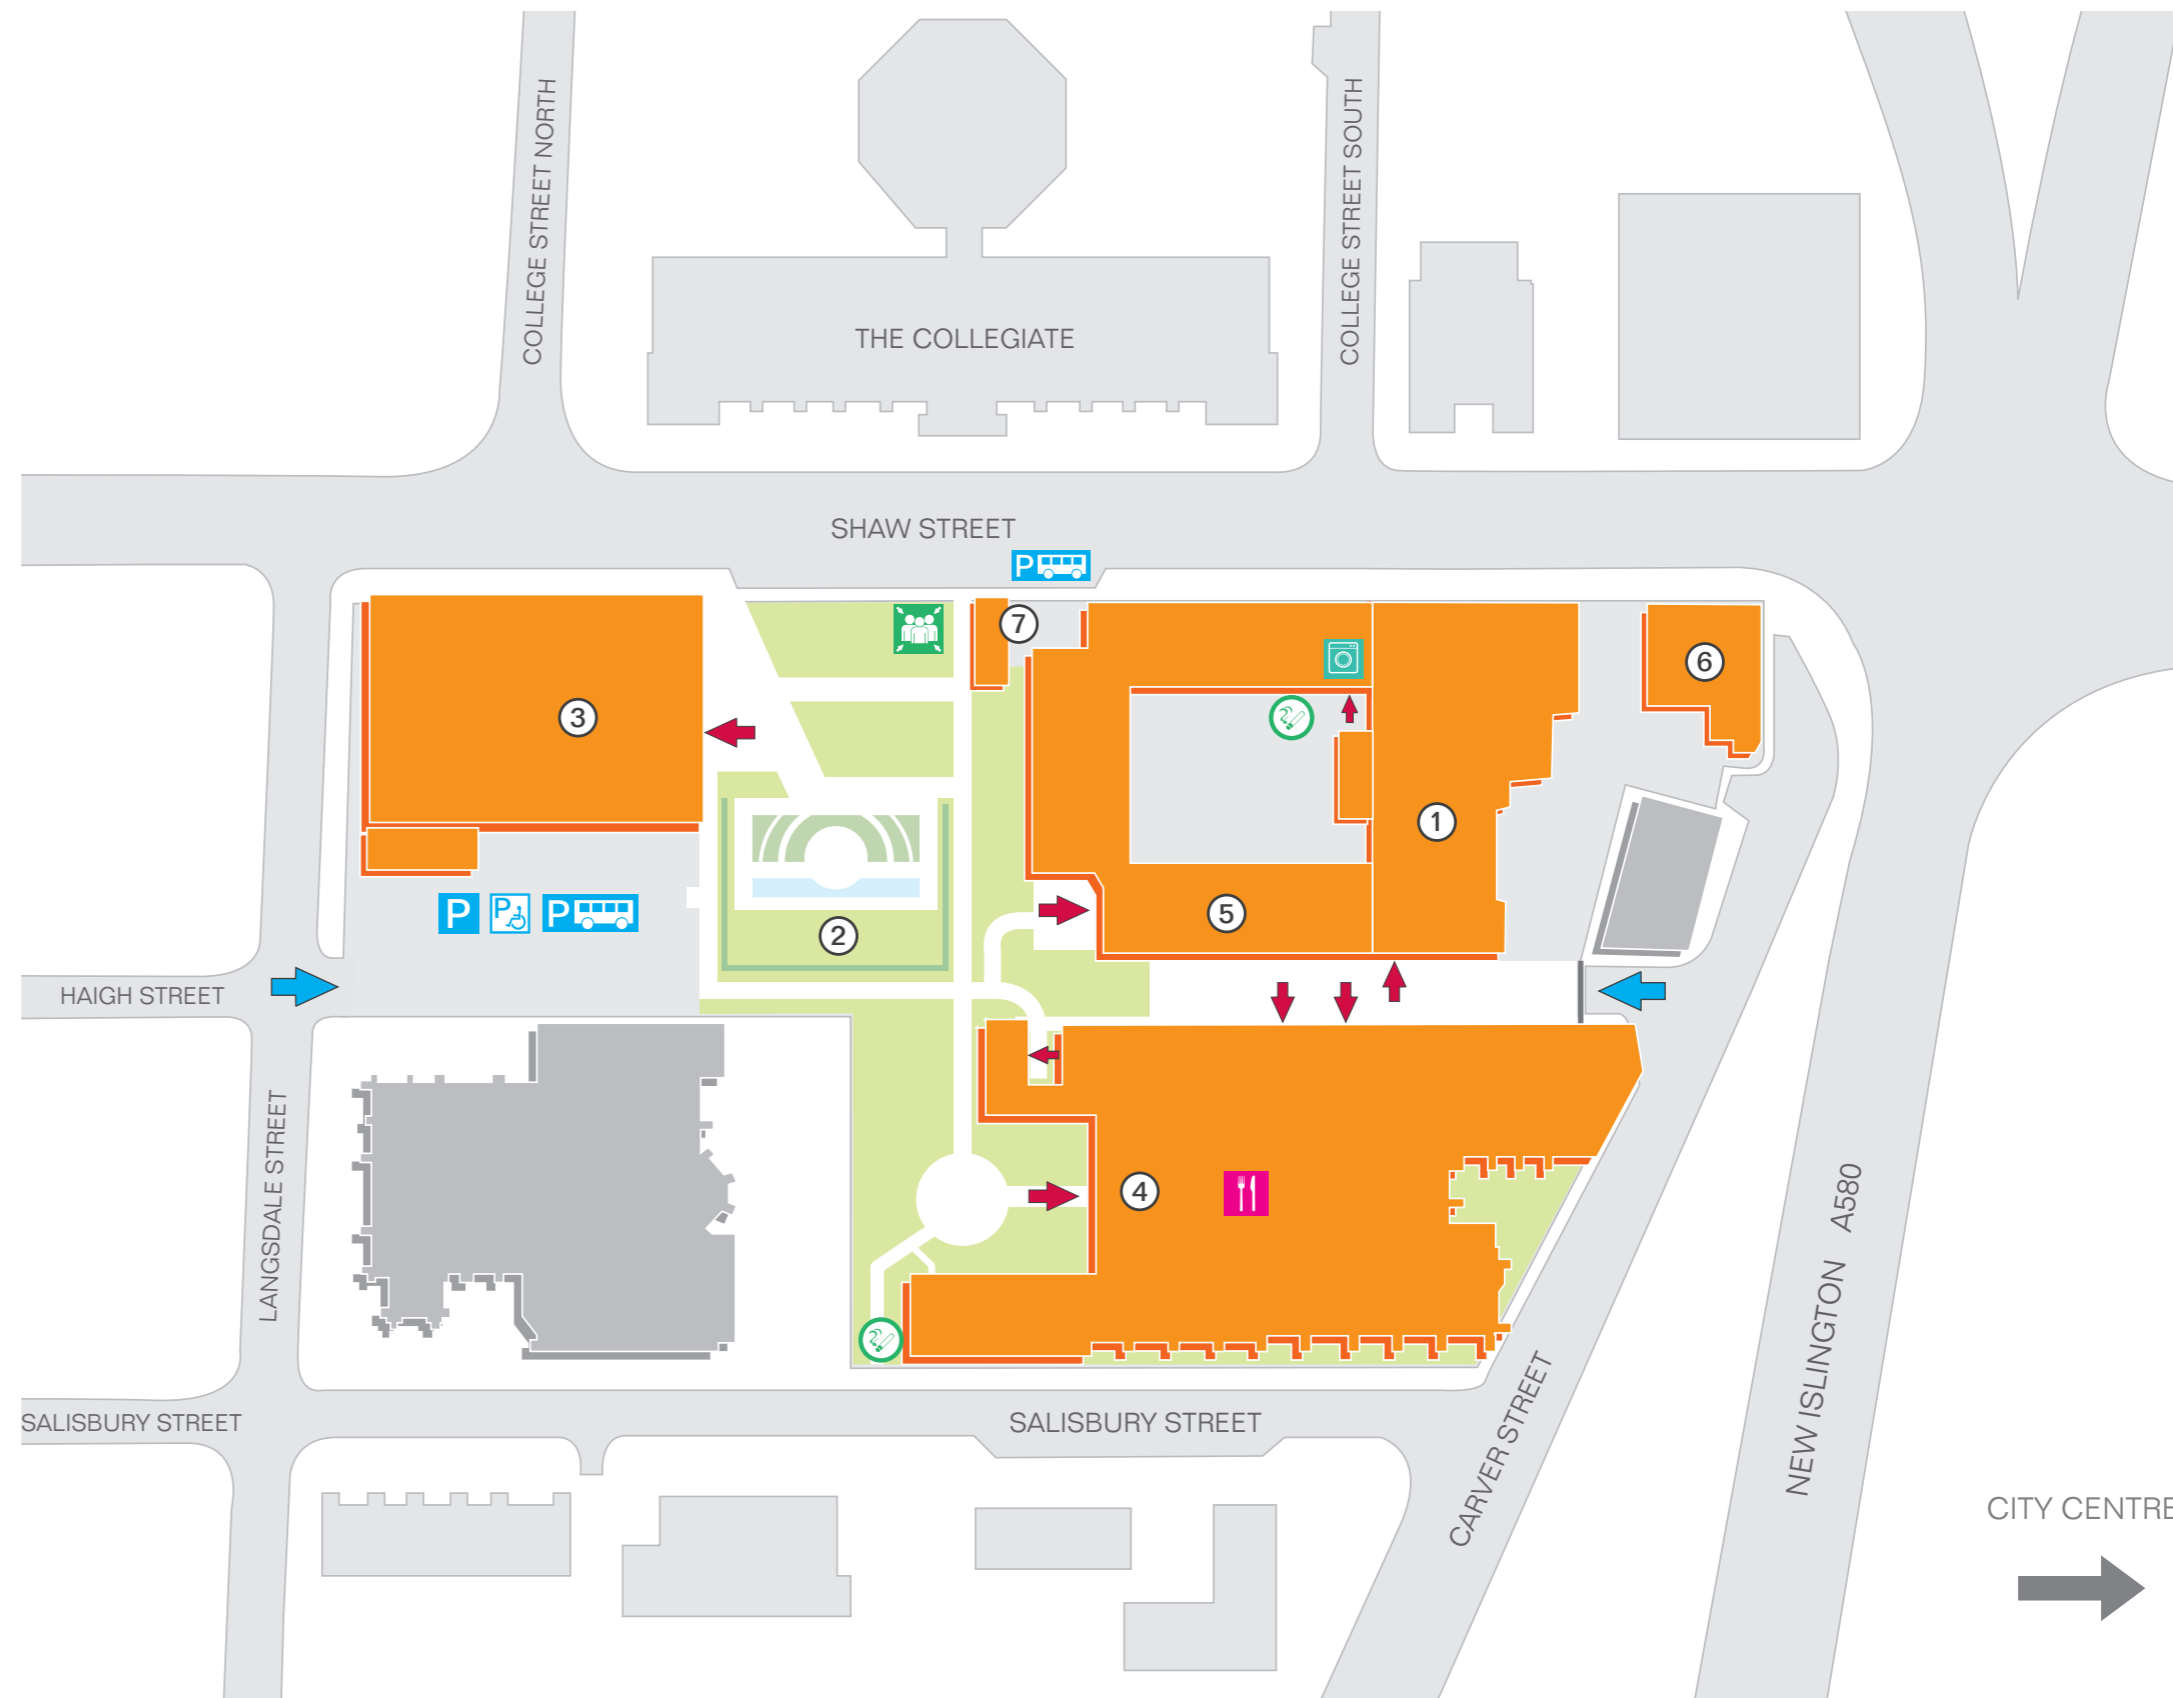 COLLEGE STREET NORTH
COLLEGE STREET SOUTH
THE COLLEGIATE
SHAW STREET
P
7
6
3
1
P
P
P
5
2
HAIGH STREET
LANGSDALE STREET
4
NEW ISLINGTON A580
SALISBURY STREET
SALISBURY STREET
CARVER STREET
CITY CENTRE